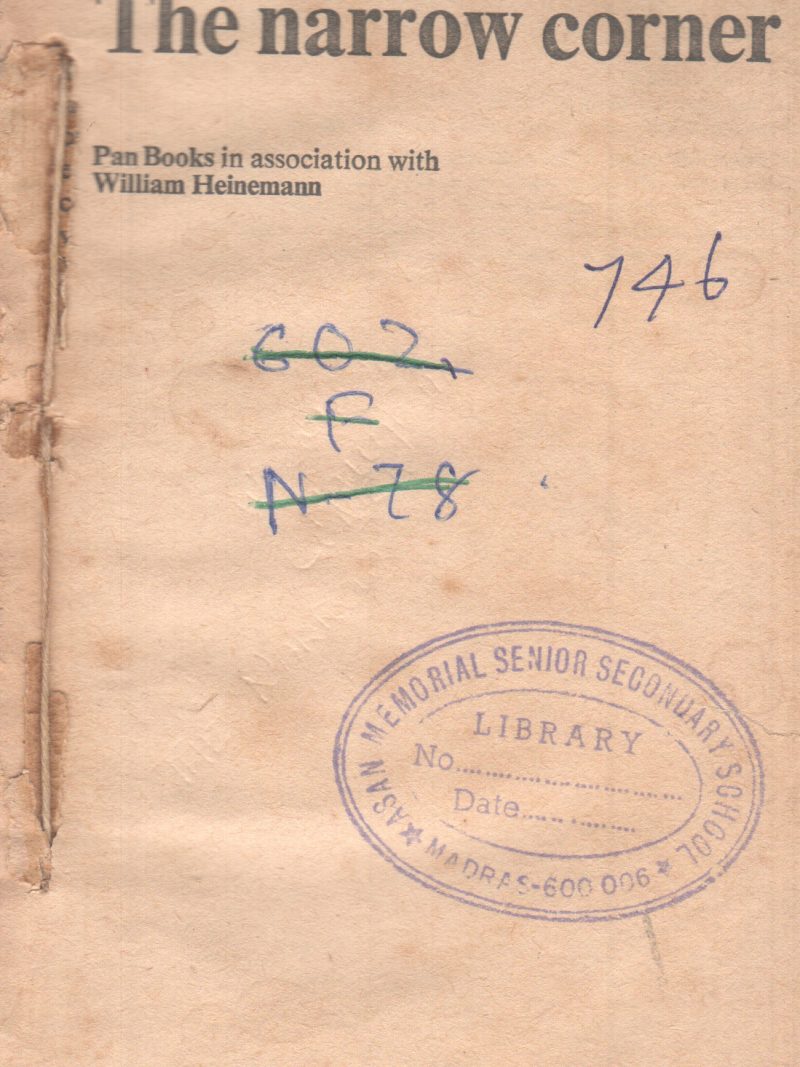 The narrow corner
Pan Books in association with
William Heinemann
746
602,
F
N-78
ASAN MEMORIAL SENIOR SECONDARY SCHOOL
LIBRARY
No..............................
Date..............
★ MADRAS-600 006 ★